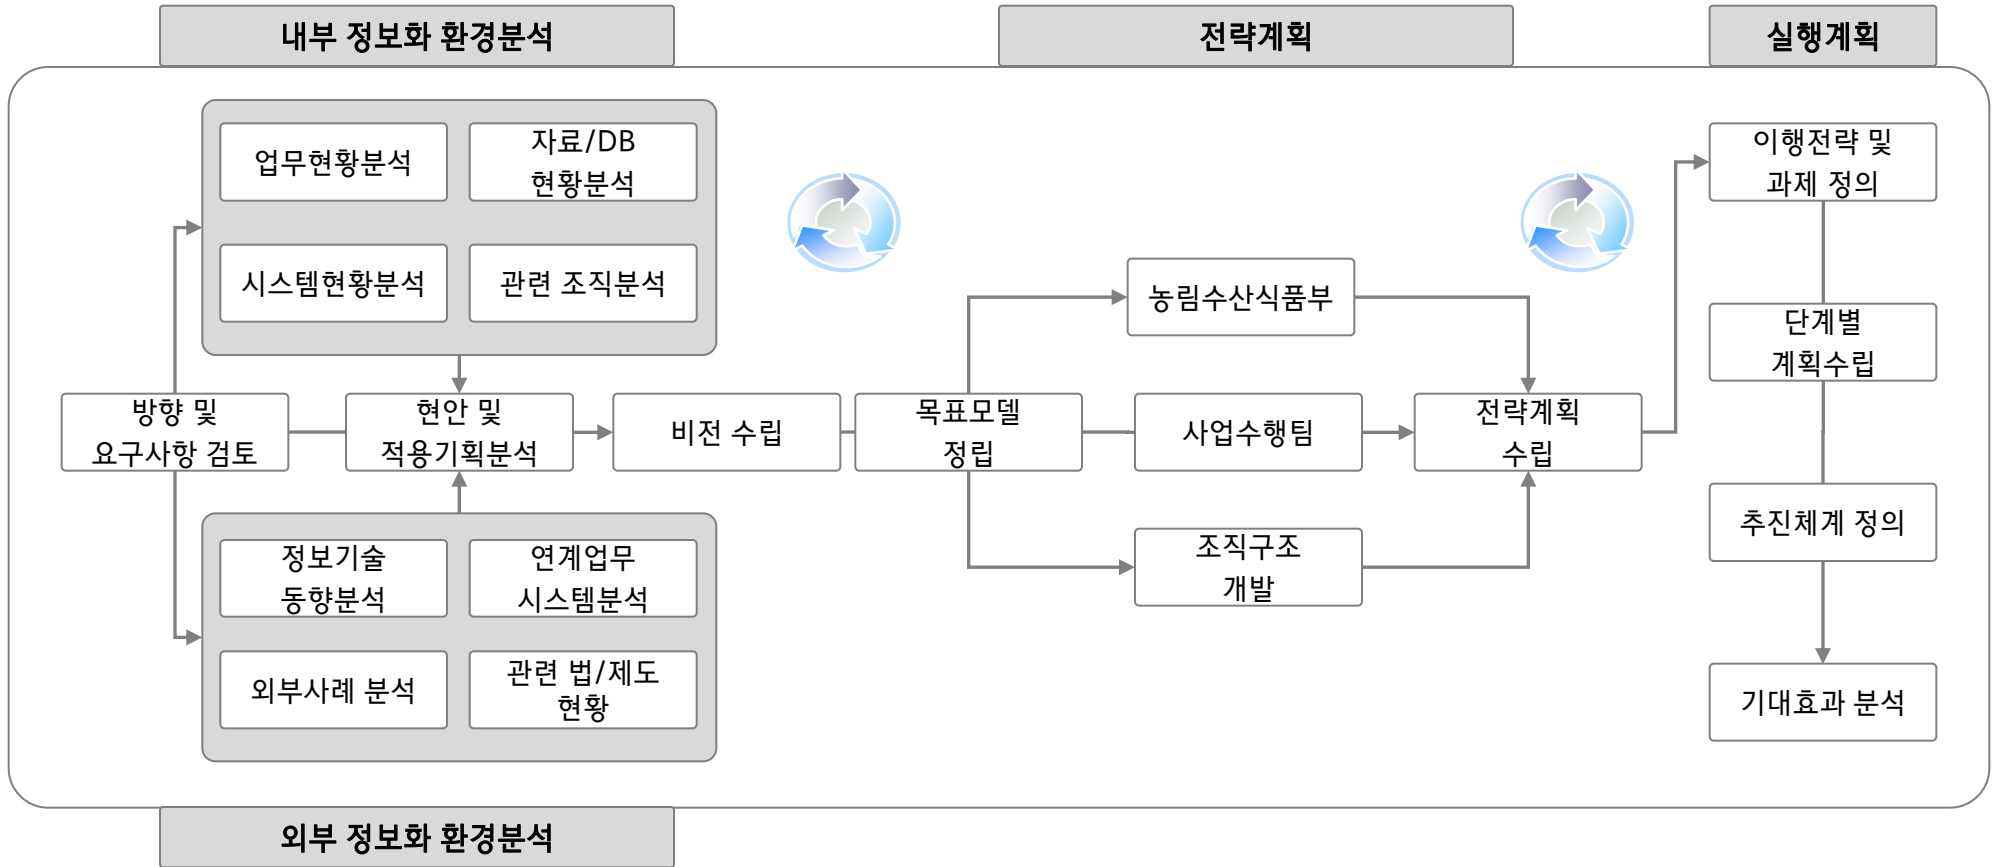 내부 정보화 환경분석
전략계획
실행계획
업무현황분석
자료/DB
현황분석
시스템현황분석
관련 조직분석
방향 및
요구사항 검토
현안 및
적용기획분석
비전 수립
목표모델
정립
농림수산식품부
사업수행팀
조직구조
개발
전략계획
수립
이행전략 및
과제 정의
단계별
계획수립
추진체계 정의
기대효과 분석
정보기술
동향분석
연계업무
시스템분석
외부사례 분석
관련 법/제도
현황
외부 정보화 환경분석